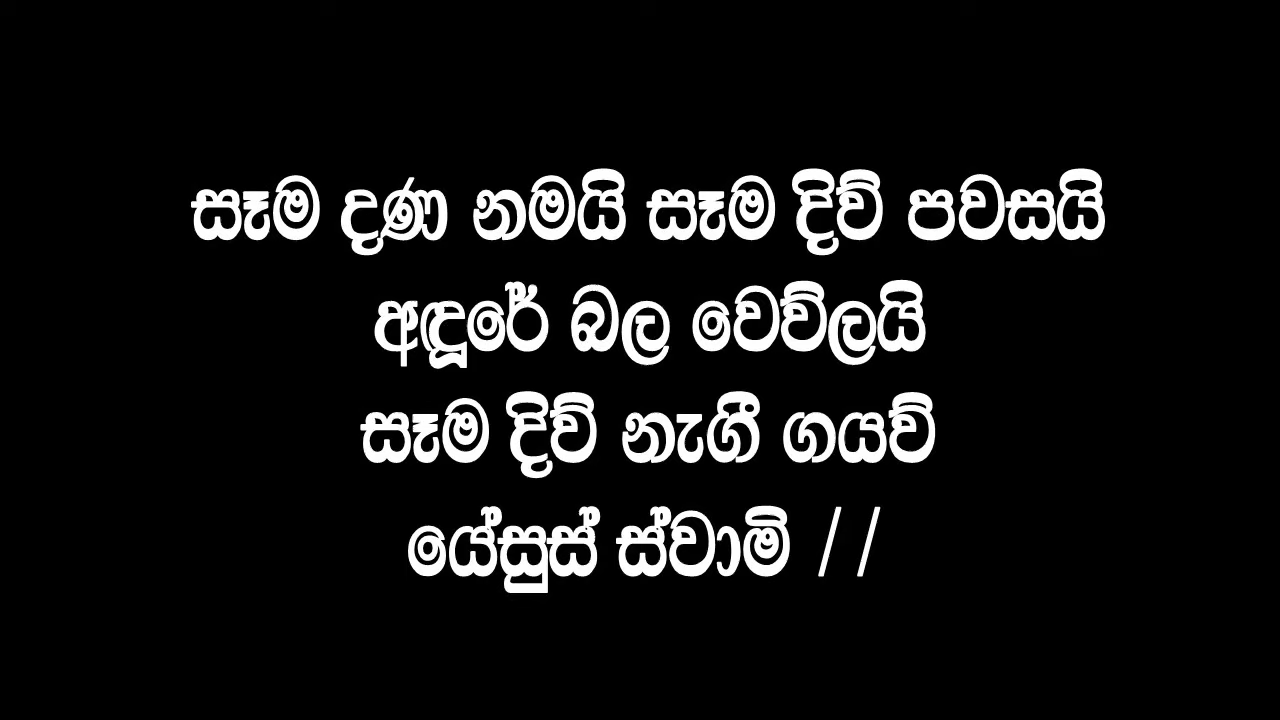 සෑම දණ නමයි සෑම දිව් පවසයි
අඳූරේ බල වෙව්ලයි
සෑම දිව් නැගී ගයව්
යේසුස් ස්වාමි //